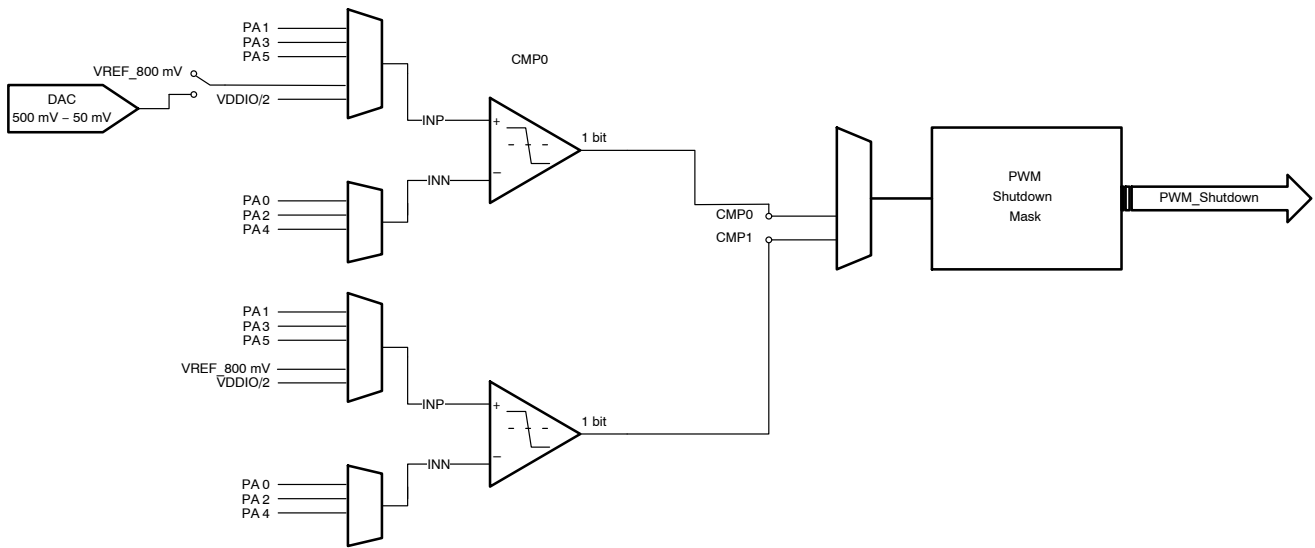 PA1
PA3
PA5
VREF_800 mV
DAC
500 mV – 50 mV
VDDIO/2
CMP0
INP
+
1 bit
INN
–
PA0
PA2
PA4
CMP0
CMP1
PWM
Shutdown
Mask
PWM_Shutdown
PA1
PA3
PA5
VREF_800 mV
VDDIO/2
INP
+
1 bit
INN
–
PA0
PA2
PA4